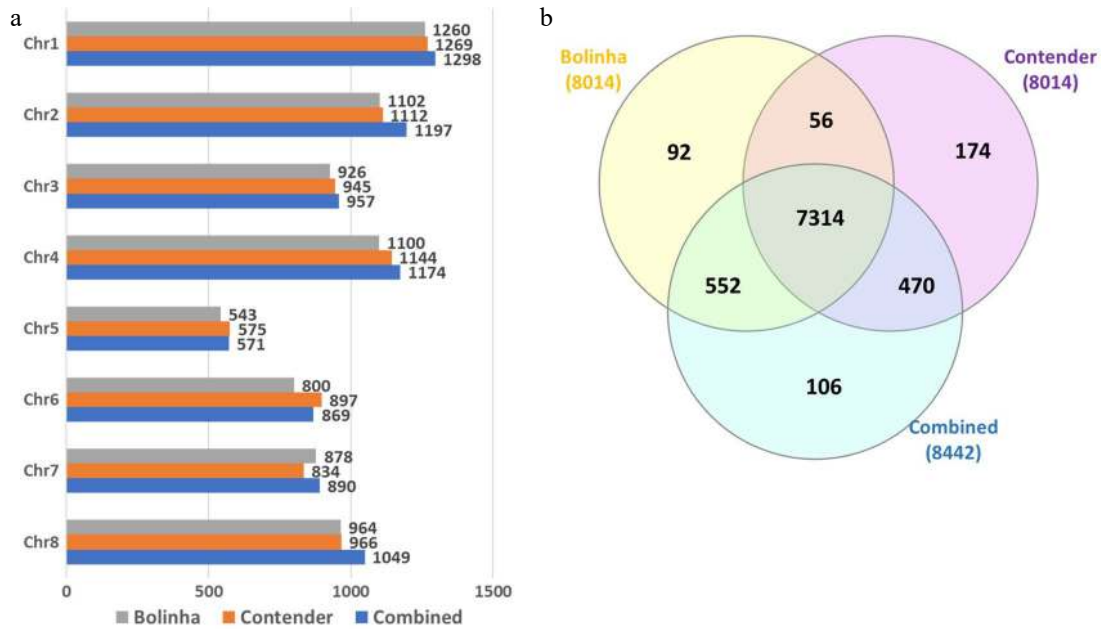 a
Chr1
1260
1269
1298
Chr2
1102
1112
1197
Chr3
926
945
957
Chr4
1100
1144
1174
Chr5
543
575
571
Chr6
800
897
869
Chr7
878
834
890
Chr8
964
966
1049
0 500 1000 1500
Bolinha Contender Combined
b
Bolinha
(8014)
Contender
(8014)
56
92
174
7314
552
470
106
Combined
(8442)